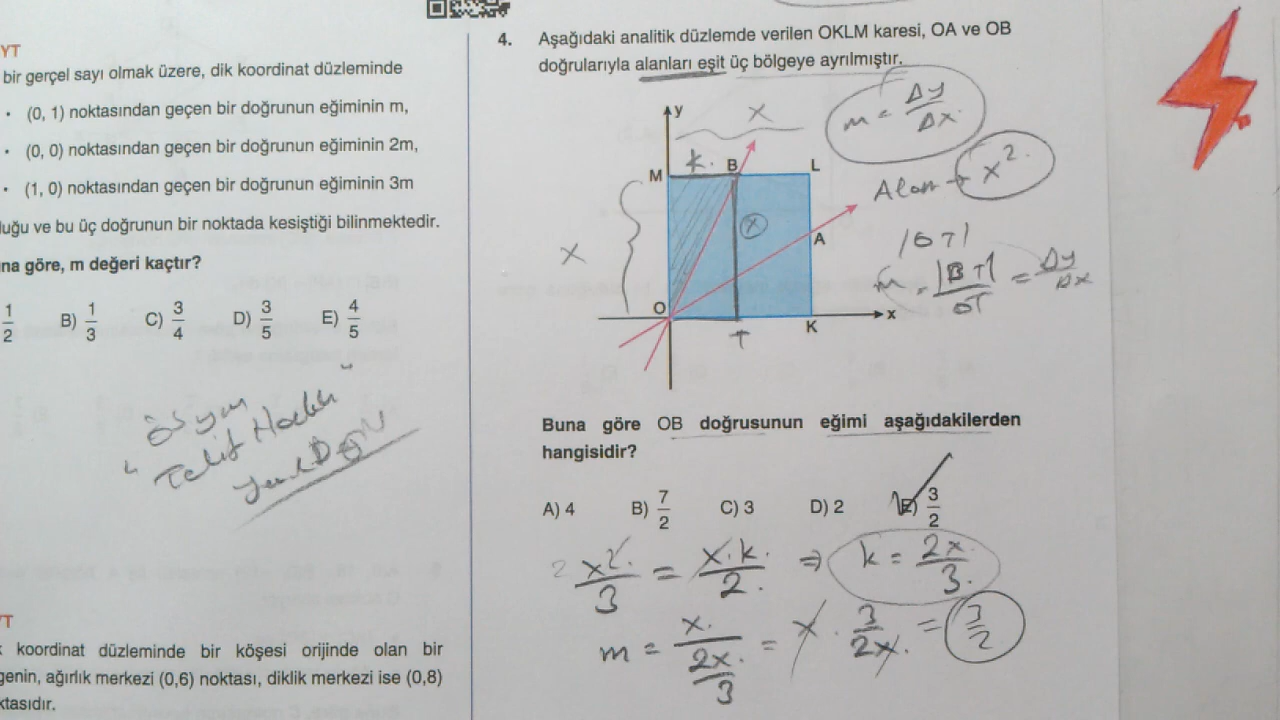 YT
bir gerçel sayı olmak üzere, dik koordinat düzleminde
• (0, 1) noktasından geçen bir doğrunun eğiminin m,
• (0, 0) noktasından geçen bir doğrunun eğiminin 2m,
• (1, 0) noktasından geçen bir doğrunun eğiminin 3m
luğu ve bu üç doğrunun bir noktada kesiştiği bilinmektedir.
na göre, m değeri kaçtır?
1/2 B) 1/3 C) 3/4 D) 3/5 E) 4/5
Telif Hakkı
T
koordinat düzleminde bir köşesi orijinde olan bir
genin, ağırlık merkezi (0,6) noktası, diklik merkezi ise (0,8)
ktasıdır.
4. Aşağıdaki analitik düzlemde verilen OKLM karesi, OA ve OB
doğrularıyla alanları eşit üç bölgeye ayrılmıştır.
y
x
m = Δy/Δx
k.
M B L
Alan → x²
x
x
A
|OT|
m = |BT|/OT = Δy/Δx
O
T
K
x
Buna göre OB doğrusunun eğimi aşağıdakilerden
hangisidir?
A) 4 B) 7/2 C) 3 D) 2 E) 3/2
2 x²/3 = x.k./2. ⇒ k = 2x/3.
m = x./(2x./3) = x . 3/2x. = 3/2